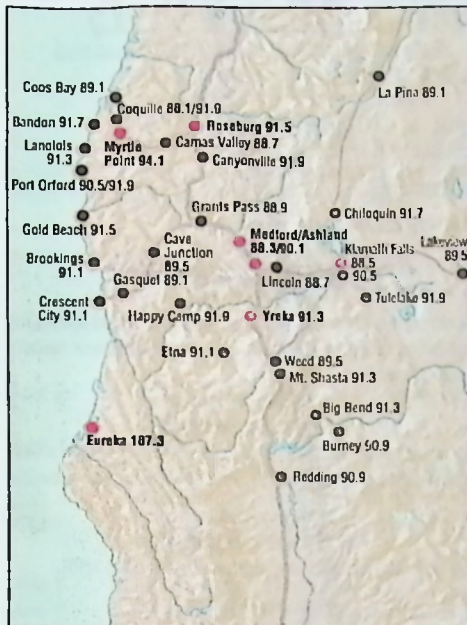 Coos Bay 89.1
La Pine 89.1
Coquille 88.1/91.9
Bandon 91.7
Roseburg 91.5
Myrtle
Point 94.1
Camas Valley 88.7
Langlois
91.3
Canyonville 91.9
Port Orford 90.5/91.9
Grants Pass 88.9
Gold Beach 91.5
Chiloquin 91.7
Medford/Ashland
88.3/90.1
Cave
Junction
89.5
Klamath Falls
88.5
90.5
Lakeview
89.5
Brookings
91.1
Gasquet 89.1
Lincoln 88.7
Crescent
City 91.1
Happy Camp 91.9
Tulelake 91.9
Yreka 91.3
Etna 91.1
Weed 89.5
Mt. Shasta 91.3
Big Bend 91.3
Eureka 187.3
Burney 90.9
Redding 90.9